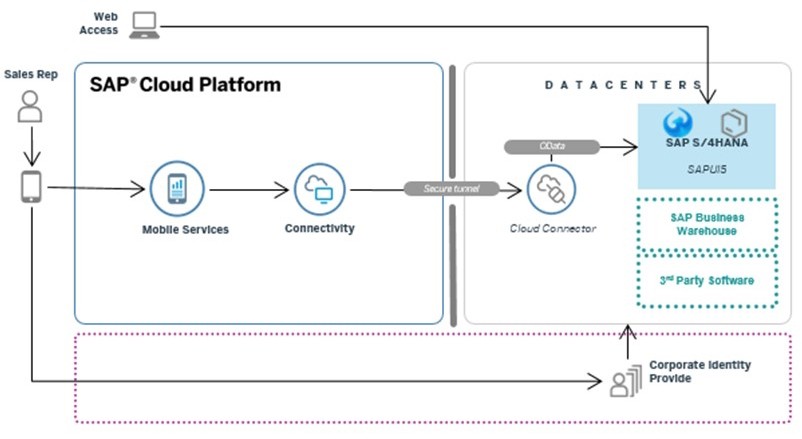 Web
Access
Sales Rep
SAP® Cloud Platform
DATACENTERS
OData
SAP S/4HANA
SAPUI5
Mobile Services
Connectivity
Secure tunnel
Cloud Connector
SAP Business
Warehouse
3rd Party Software
Corporate Identity
Provide